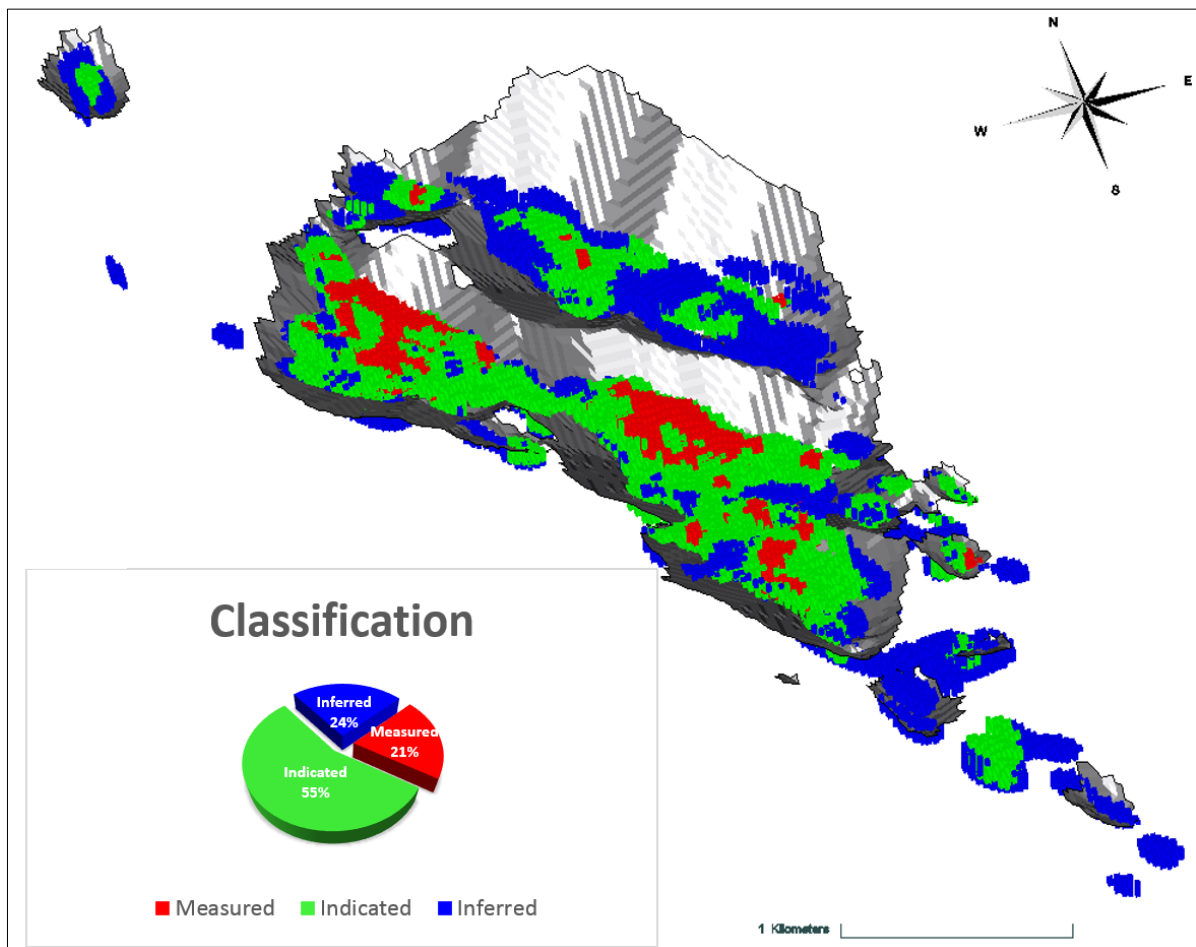 N
E
W
S
Classification
Inferred
24%
Measured
21%
Indicated
55%
Measured Indicated Inferred
1 Kilometers